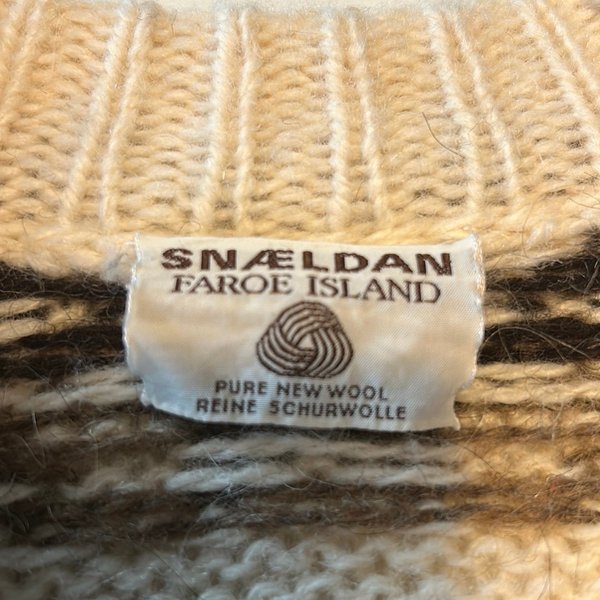 SNÆLDAN
FAROE ISLAND
PURE NEW WOOL
REINE SCHURWOLLE